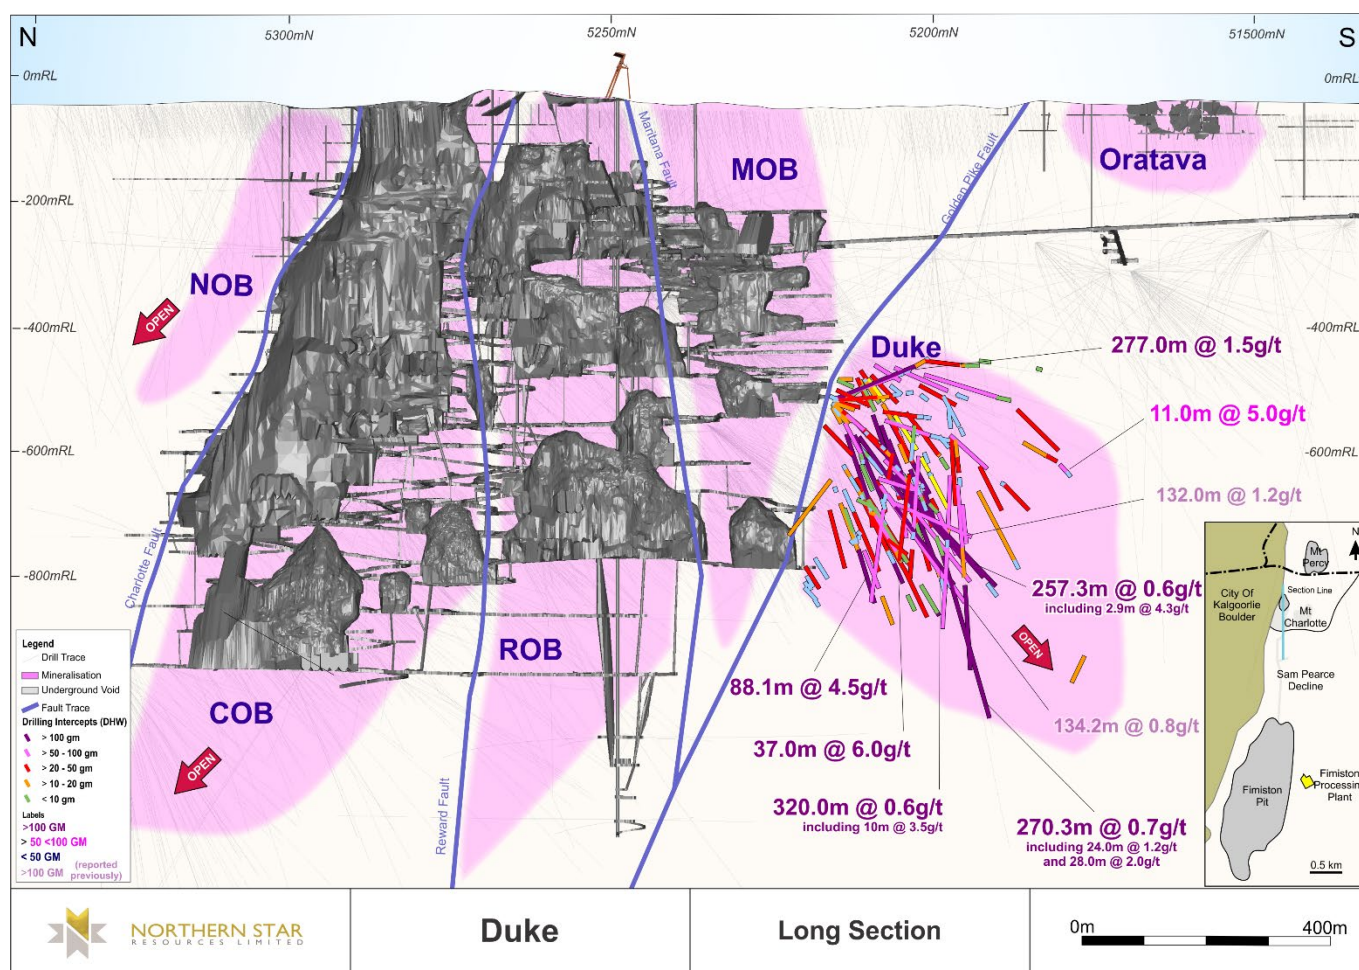 N
5300mN
5250mN
5200mN
51500mN
S
0mRL
0mRL
-200mRL
-400mRL
-400mRL
-600mRL
-600mRL
-800mRL
NOB
MOB
Oratava
Duke
ROB
COB
OPEN
OPEN
OPEN
Charlotte Fault
Reward Fault
Maritana Fault
Golden Pike Fault
277.0m @ 1.5g/t
11.0m @ 5.0g/t
132.0m @ 1.2g/t
257.3m @ 0.6g/t
including 2.9m @ 4.3g/t
88.1m @ 4.5g/t
134.2m @ 0.8g/t
37.0m @ 6.0g/t
320.0m @ 0.6g/t
including 10m @ 3.5g/t
270.3m @ 0.7g/t
including 24.0m @ 1.2g/t
and 28.0m @ 2.0g/t
Legend
Drill Trace
Mineralisation
Underground Void
Fault Trace
Drilling Intercepts (DHW)
> 100 gm
> 50 - 100 gm
> 20 - 50 gm
> 10 - 20 gm
< 10 gm
Labels
>100 GM
> 50 <100 GM
< 50 GM
>100 GM (reported previously)
N
Mt
Percy
City Of
Kalgoorlie
Boulder
Section Line
Mt
Charlotte
Sam Pearce
Decline
Fimiston
Pit
Fimiston
Processing
Plant
0.5 km
NORTHERN STAR
RESOURCES LIMITED
Duke
Long Section
0m
400m